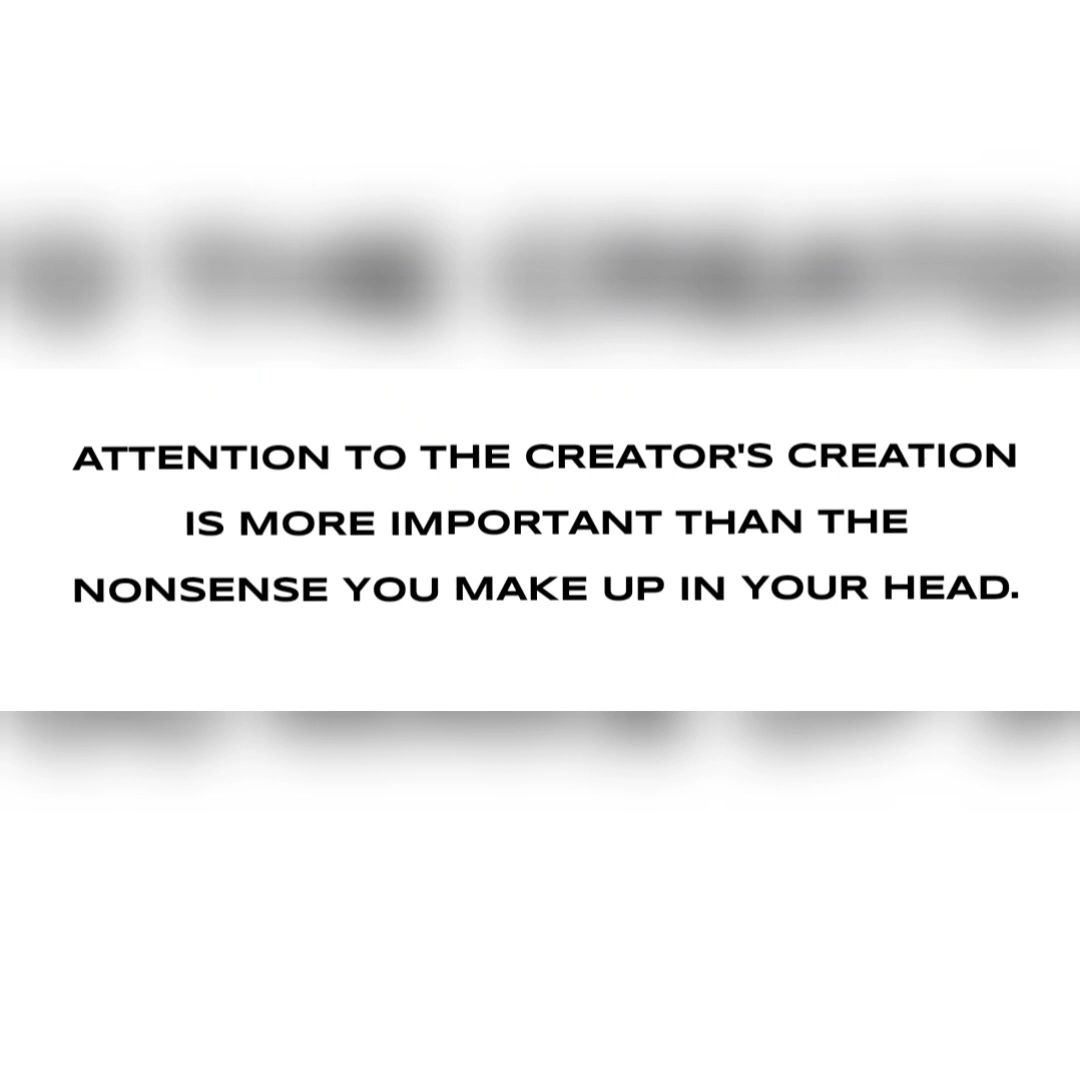 ATTENTION TO THE CREATOR'S CREATION
IS MORE IMPORTANT THAN THE
NONSENSE YOU MAKE UP IN YOUR HEAD.